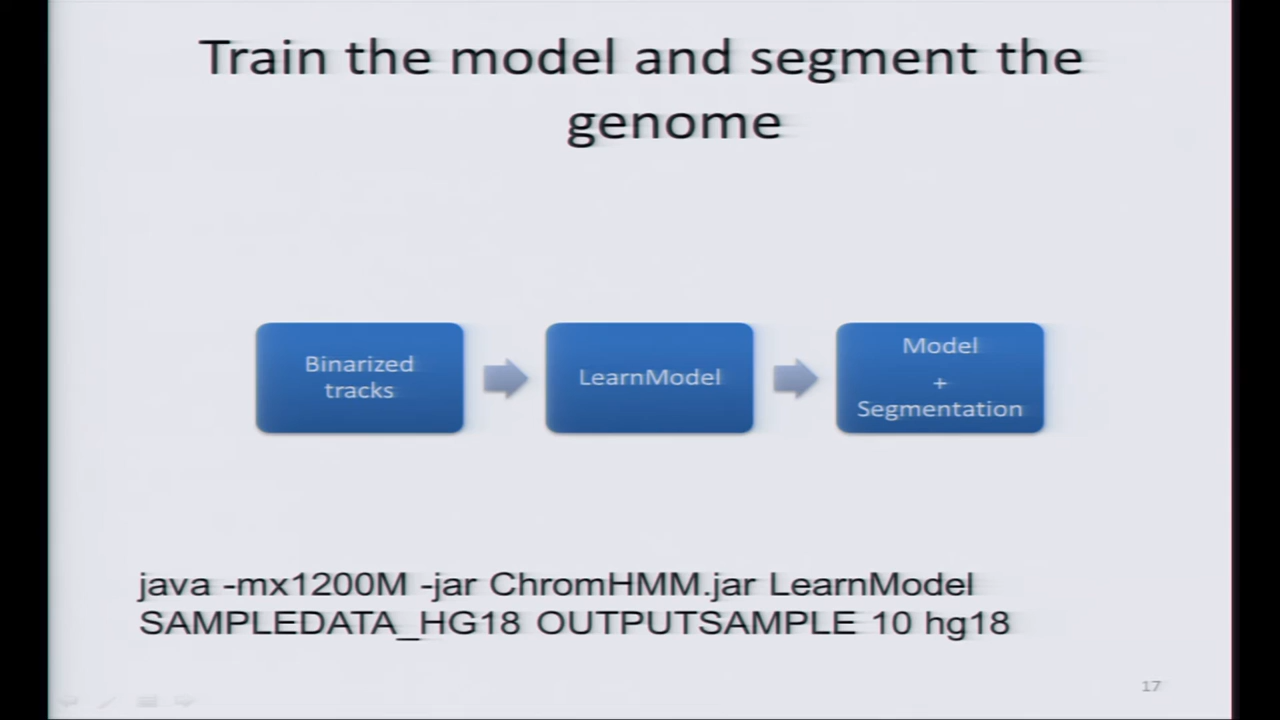 Train the model and segment the
genome
Binarized
tracks
LearnModel
Model
+
Segmentation
java -mx1200M -jar ChromHMM.jar LearnModel
SAMPLEDATA_HG18 OUTPUTSAMPLE 10 hg18
17